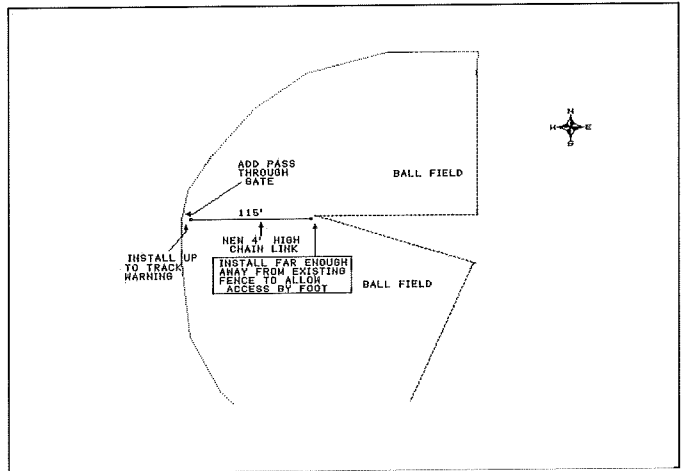 N
W E
S
ADD PASS
THROUGH
GATE
BALL FIELD
115'
NEW 4' HIGH
CHAIN LINK
INSTALL UP
TO TRACK
WARNING
INSTALL FAR ENOUGH
AWAY FROM EXISTING
FENCE TO ALLOW
ACCESS BY FOOT
BALL FIELD